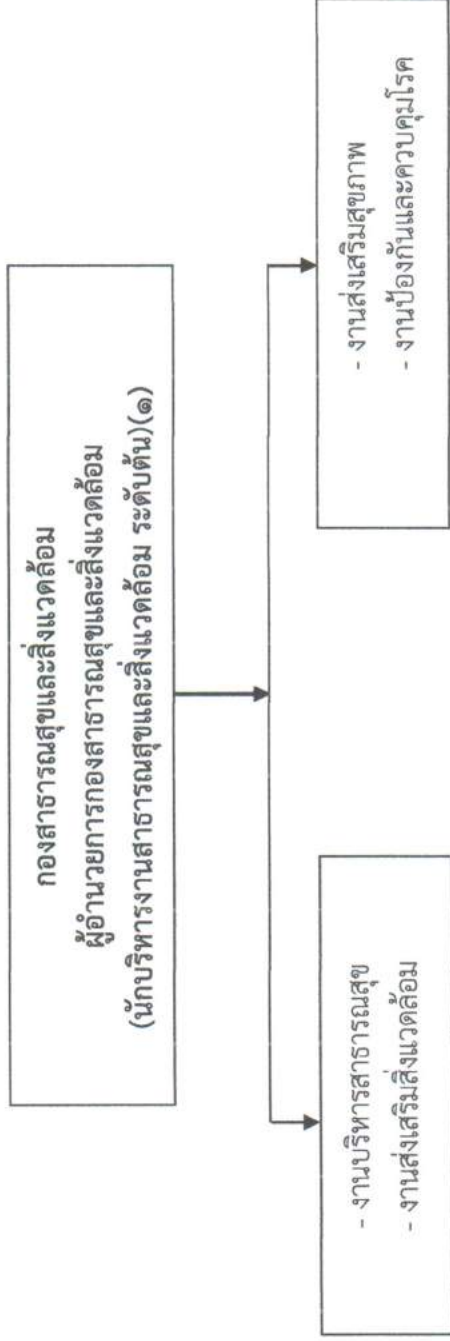 กองสาธารณสุขและสิ่งแวดล้อม
ผู้อำนวยการกองสาธารณสุขและสิ่งแวดล้อม
(นักบริหารงานสาธารณสุขและสิ่งแวดล้อม ระดับต้น)(๑)
- งานบริหารสาธารณสุข
- งานส่งเสริมสิ่งแวดล้อม
- งานส่งเสริมสุขภาพ
- งานป้องกันและควบคุมโรค